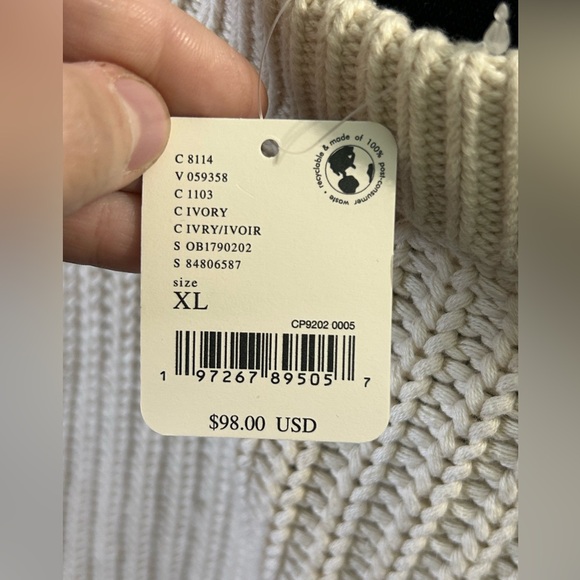 C 8114
V 059358
C 1103
C IVORY
C IVRY/IVOIR
S OB1790202
S 84806587
size
XL
recyclable & made of 100% post-consumer waste •
CP9202 0005
1 97267 89505 7
$98.00 USD